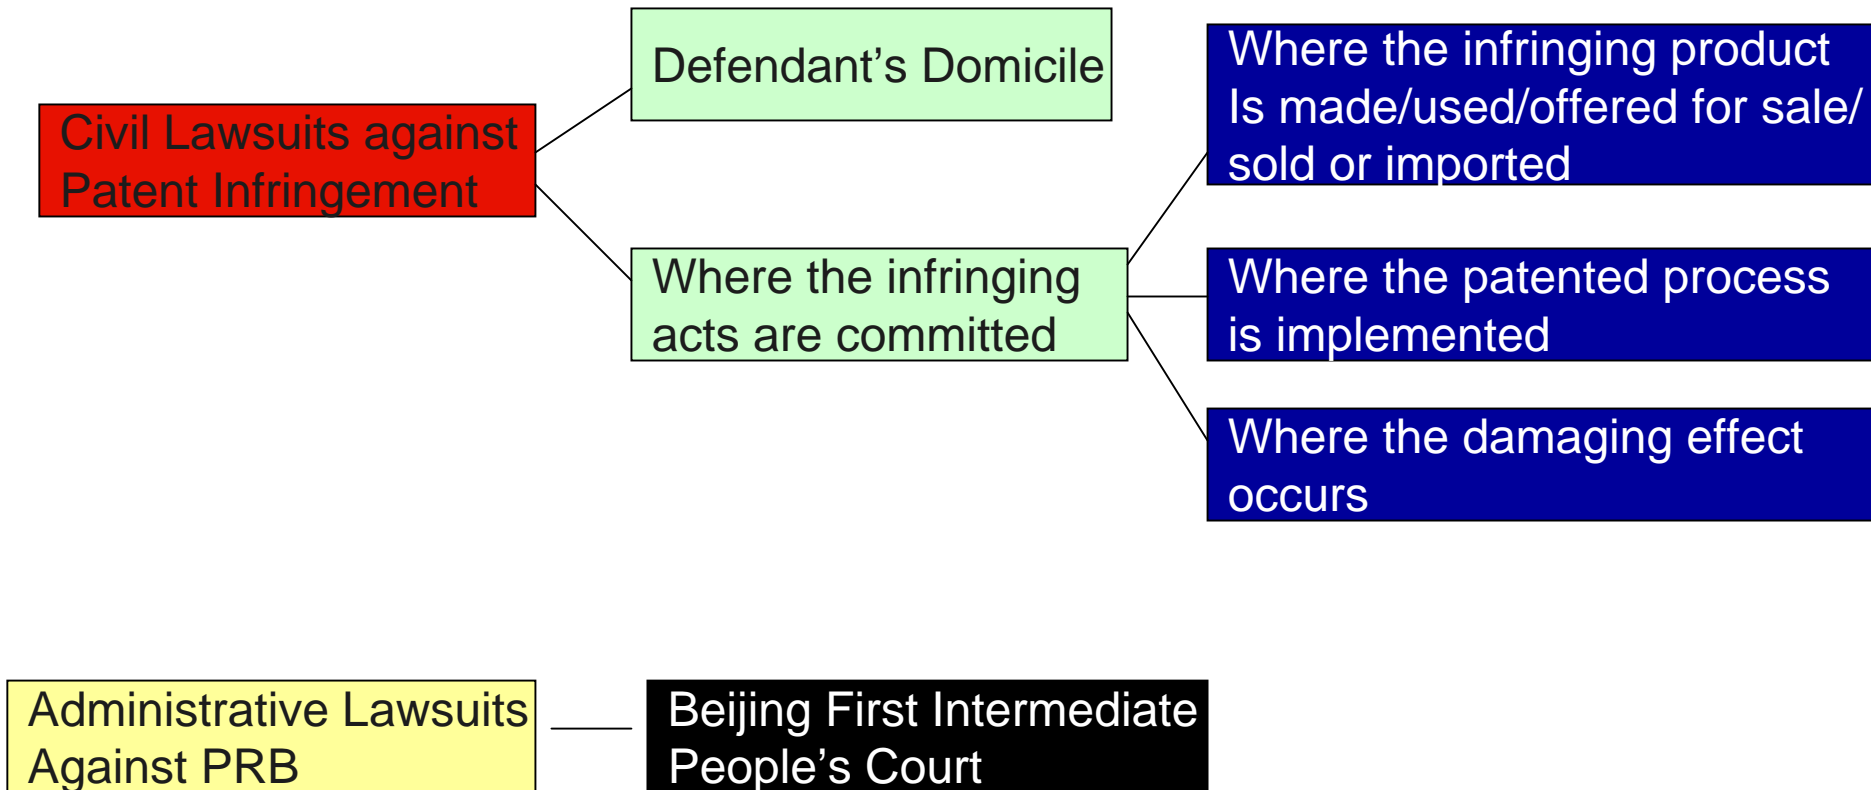 Defendant’s Domicile
Where the infringing product
Is made/used/offered for sale/
sold or imported
Civil Lawsuits against
Patent Infringement
Where the infringing
acts are committed
Where the patented process
is implemented
Where the damaging effect
occurs
Administrative Lawsuits
Against PRB
Beijing First Intermediate
People’s Court